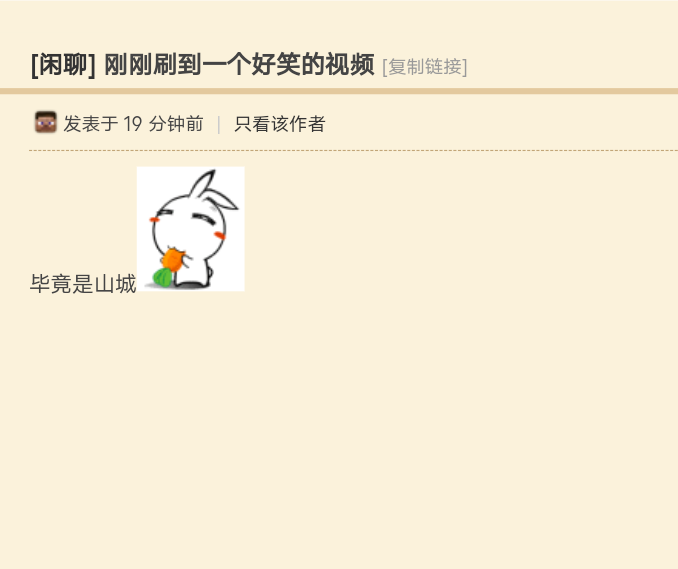 [闲聊] 刚刚刷到一个好笑的视频 [复制链接]
发表于 19 分钟前 | 只看该作者
毕竟是山城